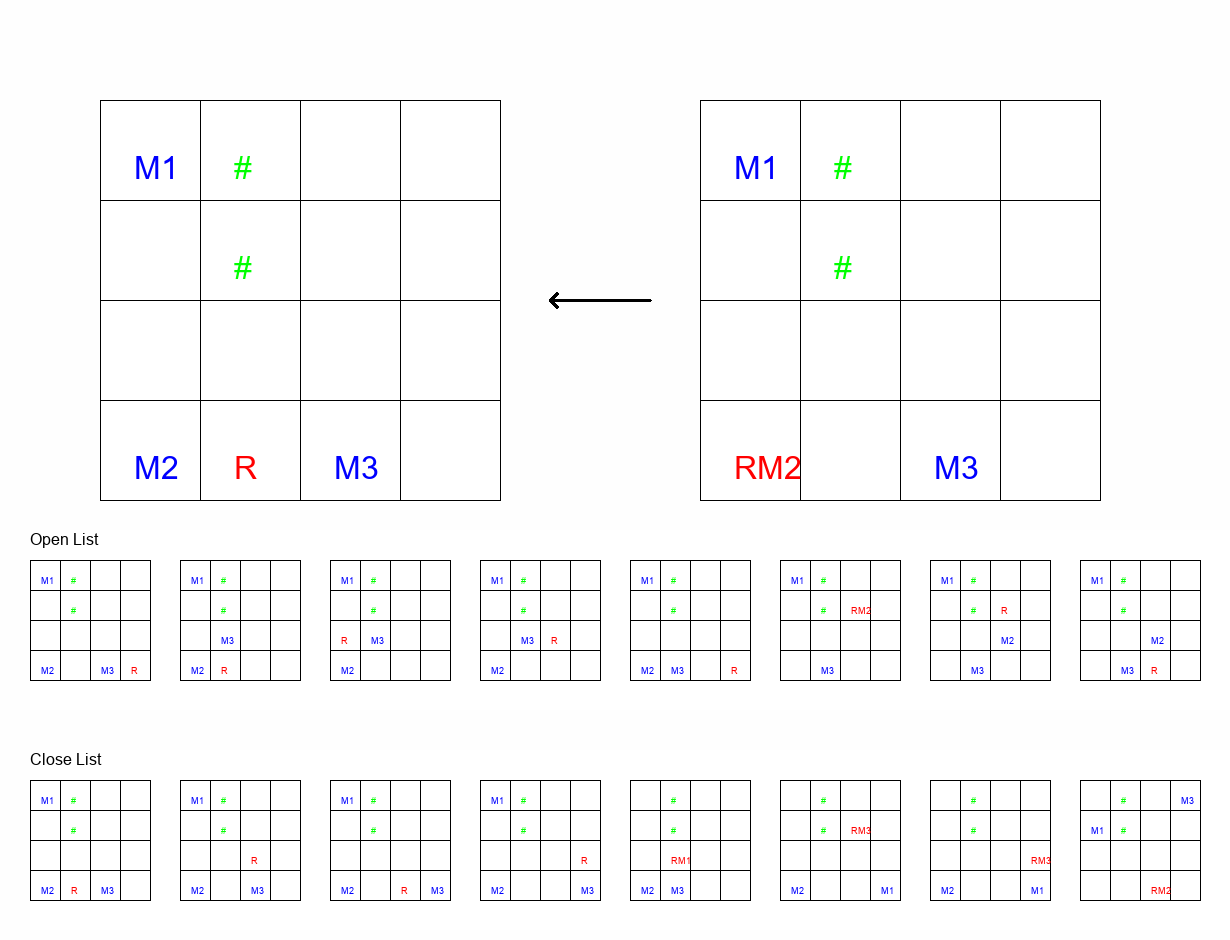 M1 # M1 #
# #
M2 R M3 RM2 M3
Open List
M1 # M1 # M1 # M1 # M1 # M1 # M1 # M1 #
# # # # # # RM2 # R #
M3 R M3 M3 R M2 M2
M2 M3 R M2 R M2 M2 M2 M3 R M3 M3 M3 R
Close List
M1 # M1 # M1 # M1 # # # # # M3
# # # # # # RM3 # M1 #
R R RM1 RM3
M2 R M3 M2 M3 M2 R M3 M2 M3 M2 M3 M2 M1 M2 M1 RM2